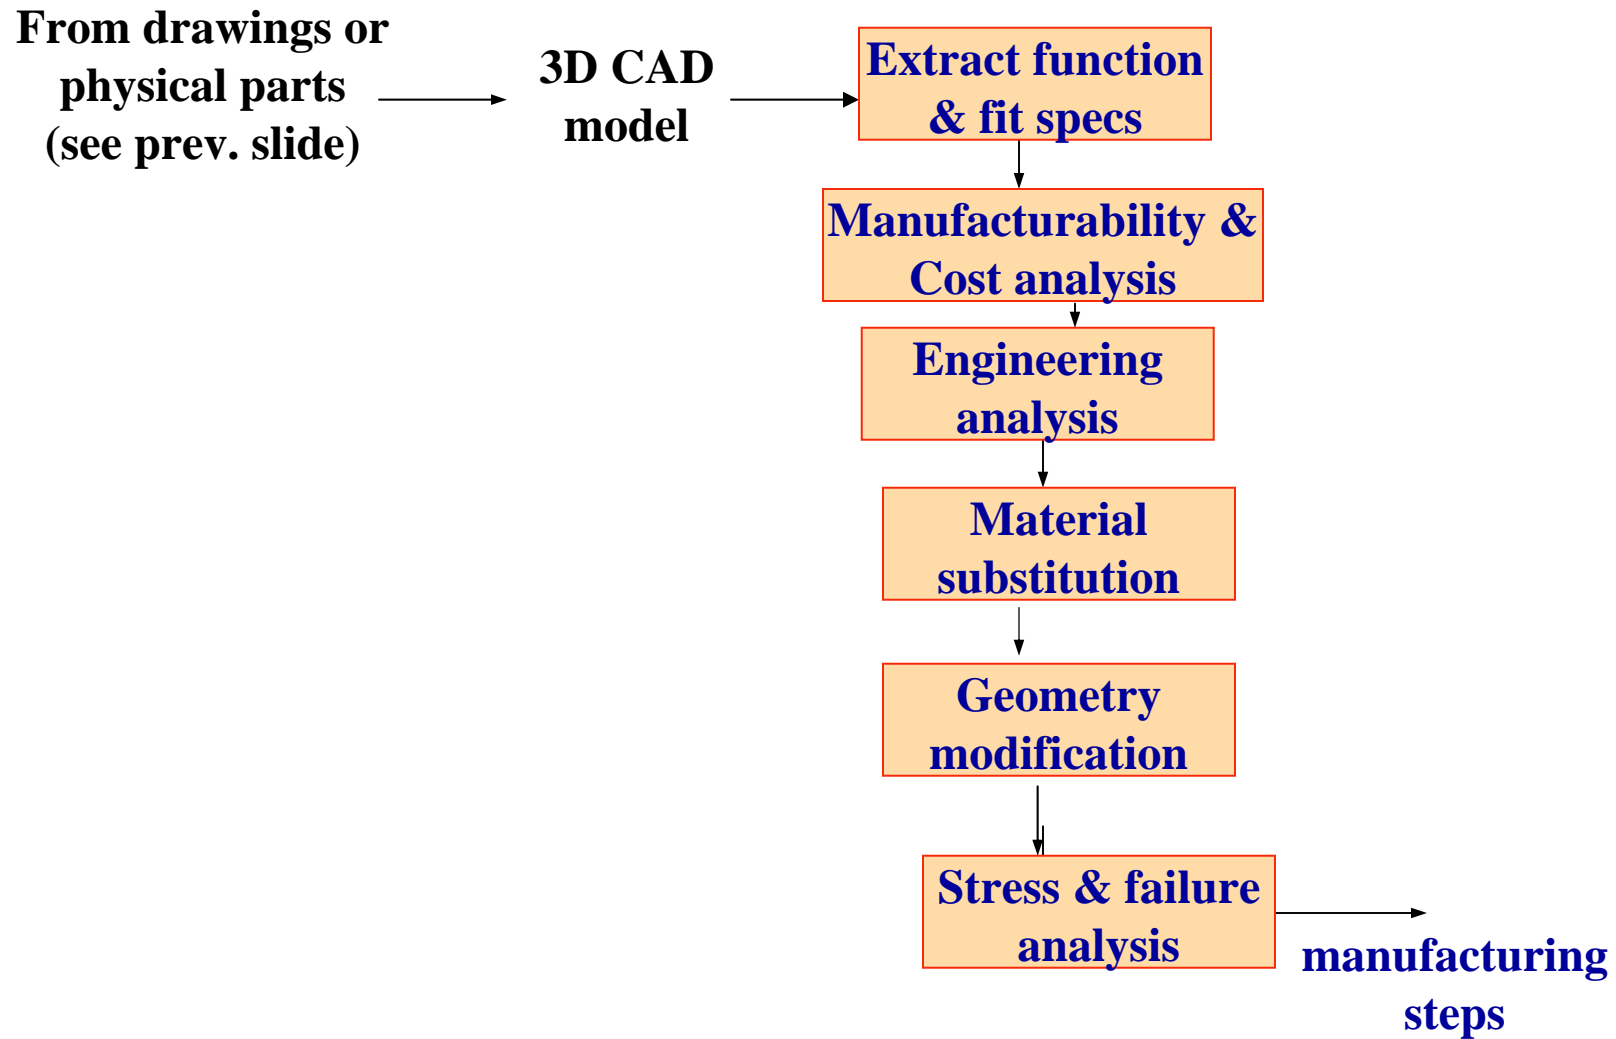 From drawings or
physical parts
(see prev. slide)
3D CAD
model
Extract function
& fit specs
Manufacturability &
Cost analysis
Engineering
analysis
Material
substitution
Geometry
modification
Stress & failure
analysis
manufacturing
steps